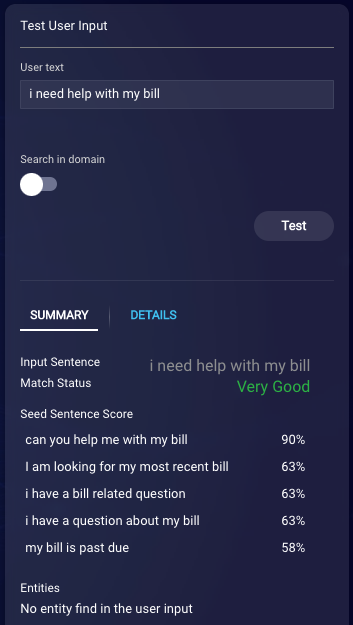 Test User Input
User text
i need help with my bill
Search in domain
Test
SUMMARY DETAILS
Input Sentence i need help with my bill
Match Status Very Good
Seed Sentence Score
can you help me with my bill 90%
I am looking for my most recent bill 63%
i have a bill related question 63%
i have a question about my bill 63%
my bill is past due 58%
Entities
No entity find in the user input